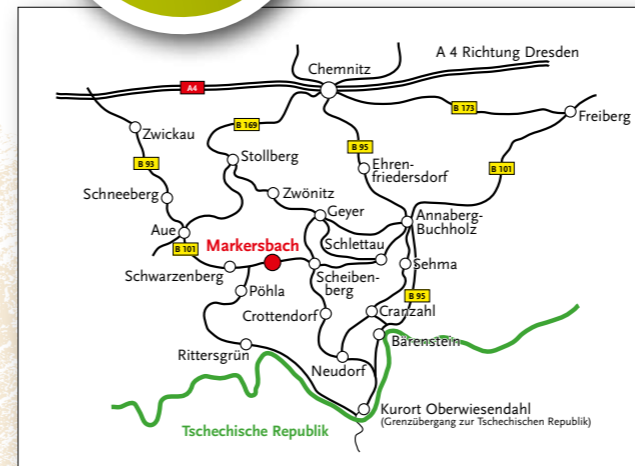 A 4 Richtung Dresden
Chemnitz
A4
B 173
Freiberg
B 169
Zwickau
B 95
Stollberg
Ehren-
friedersdorf
B 93
B 101
Schneeberg
Zwönitz
Geyer
Annaberg-
Buchholz
Aue
Schlettau
B 101
Markersbach
Schwarzenberg
Scheiben-
berg
Sehma
Pöhla
B 95
Crottendorf
Cranzahl
Bärenstein
Rittersgrün
Neudorf
Kurort Oberwiesendahl
(Grenzübergang zur Tschechischen Republik)
Tschechische Republik